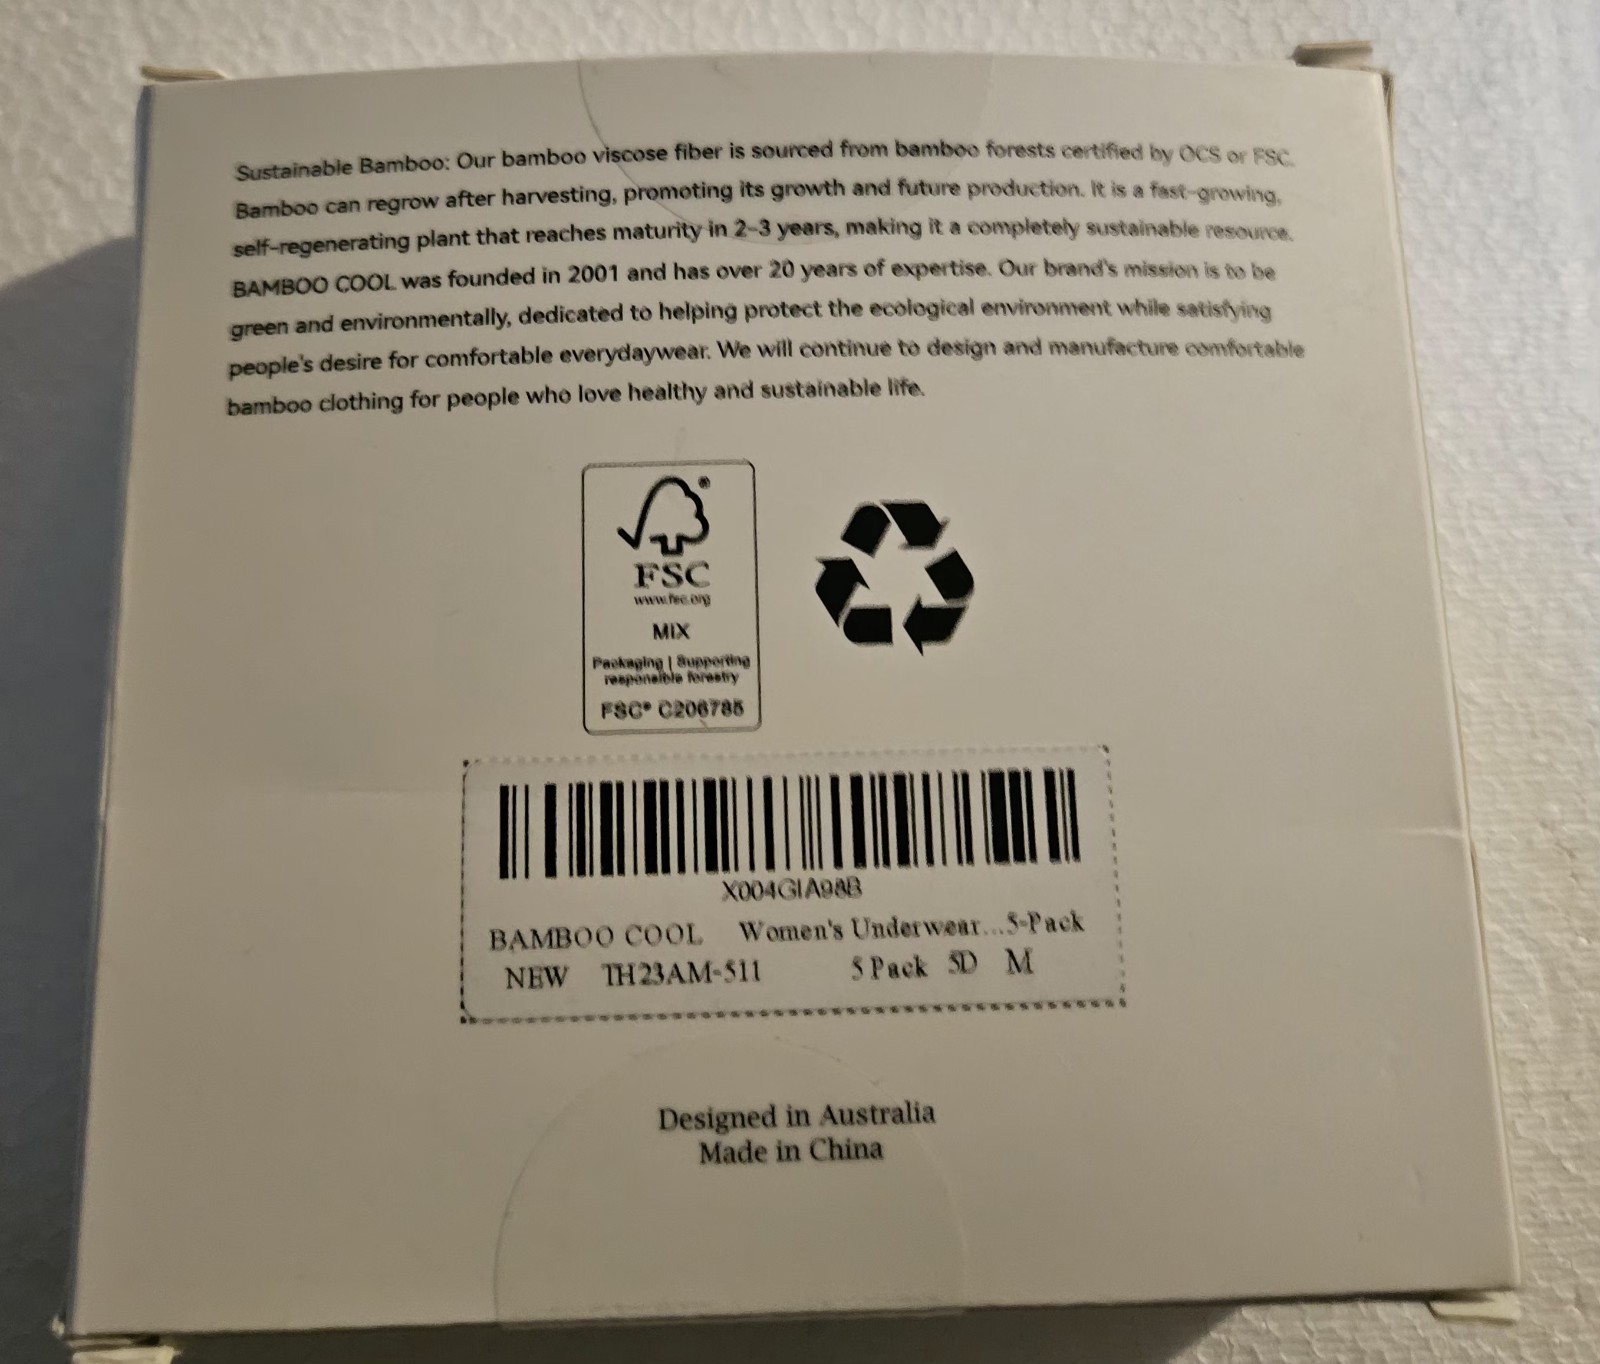 Sustainable Bamboo: Our bamboo viscose fiber is sourced from bamboo forests certified by OCS or FSC.
Bamboo can regrow after harvesting, promoting its growth and future production. It is a fast-growing,
self-regenerating plant that reaches maturity in 2-3 years, making it a completely sustainable resource.
BAMBOO COOL was founded in 2001 and has over 20 years of expertise. Our brand's mission is to be
green and environmentally, dedicated to helping protect the ecological environment while satisfying
people's desire for comfortable everydaywear. We will continue to design and manufacture comfortable
bamboo clothing for people who love healthy and sustainable life.
®
FSC
www.fsc.org
MIX
Packaging | Supporting
responsible forestry
FSC® C206785
X004GIA98B
BAMBOO COOL Women's Underwear...5-Pack
NEW TH23AM-511 5 Pack 5D M
Designed in Australia
Made in China